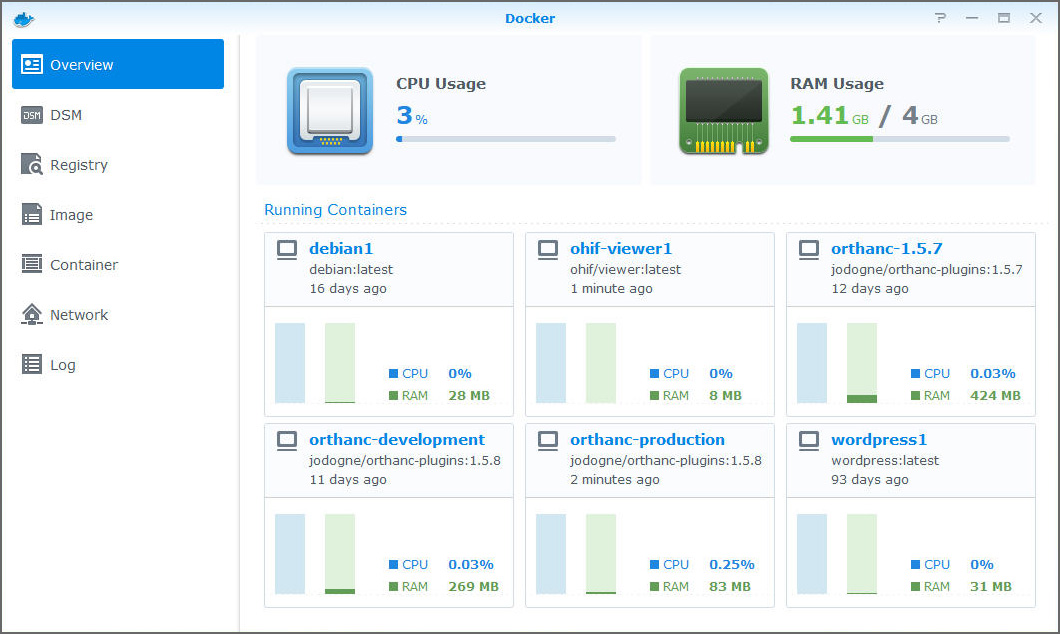 Docker
Overview
DSM
DSM
Registry
Image
Container
Network
Log
CPU Usage
3 %
RAM Usage
1.41 GB / 4 GB
Running Containers
debian1
debian:latest
16 days ago
CPU 0%
RAM 28 MB
ohif-viewer1
ohif/viewer:latest
1 minute ago
CPU 0%
RAM 8 MB
orthanc-1.5.7
jodogne/orthanc-plugins:1.5.7
12 days ago
CPU 0.03%
RAM 424 MB
orthanc-development
jodogne/orthanc-plugins:1.5.8
11 days ago
CPU 0.03%
RAM 269 MB
orthanc-production
jodogne/orthanc-plugins:1.5.8
2 minutes ago
CPU 0.25%
RAM 83 MB
wordpress1
wordpress:latest
93 days ago
CPU 0%
RAM 31 MB